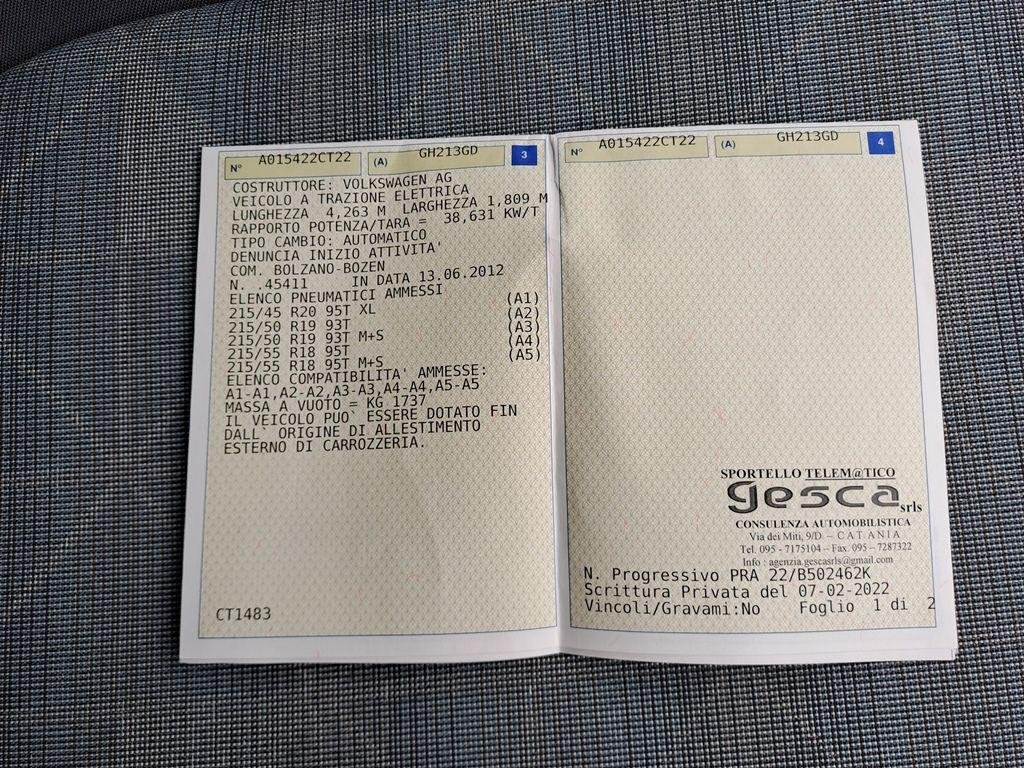 N° A015422CT22 (A) GH213GD 3
COSTRUTTORE: VOLKSWAGEN AG
VEICOLO A TRAZIONE ELETTRICA
LUNGHEZZA 4,263 M LARGHEZZA 1,809 M
RAPPORTO POTENZA/TARA = 38,631 KW/T
TIPO CAMBIO: AUTOMATICO
DENUNCIA INIZIO ATTIVITA'
COM. BOLZANO-BOZEN
N. .45411 IN DATA 13.06.2012
ELENCO PNEUMATICI AMMESSI
215/45 R20 95T XL (A1)
215/50 R19 93T (A2)
215/50 R19 93T M+S (A3)
215/55 R18 95T (A4)
215/55 R18 95T M+S (A5)
ELENCO COMPATIBILITA' AMMESSE:
A1-A1,A2-A2,A3-A3,A4-A4,A5-A5
MASSA A VUOTO = KG 1737
IL VEICOLO PUO` ESSERE DOTATO FIN
DALL` ORIGINE DI ALLESTIMENTO
ESTERNO DI CARROZZERIA.
CT1483
N° A015422CT22 (A) GH213GD 4
SPORTELLO TELEM@TICO
gesca srls
CONSULENZA AUTOMOBILISTICA
Via dei Miti, 9/D – CATANIA
Tel. 095 - 7175104 – Fax. 095 – 7287322
Info : agenzia.gescasrls@gmail.com
N. Progressivo PRA 22/B502462K
Scrittura Privata del 07-02-2022
Vincoli/Gravami:No Foglio 1 di 2